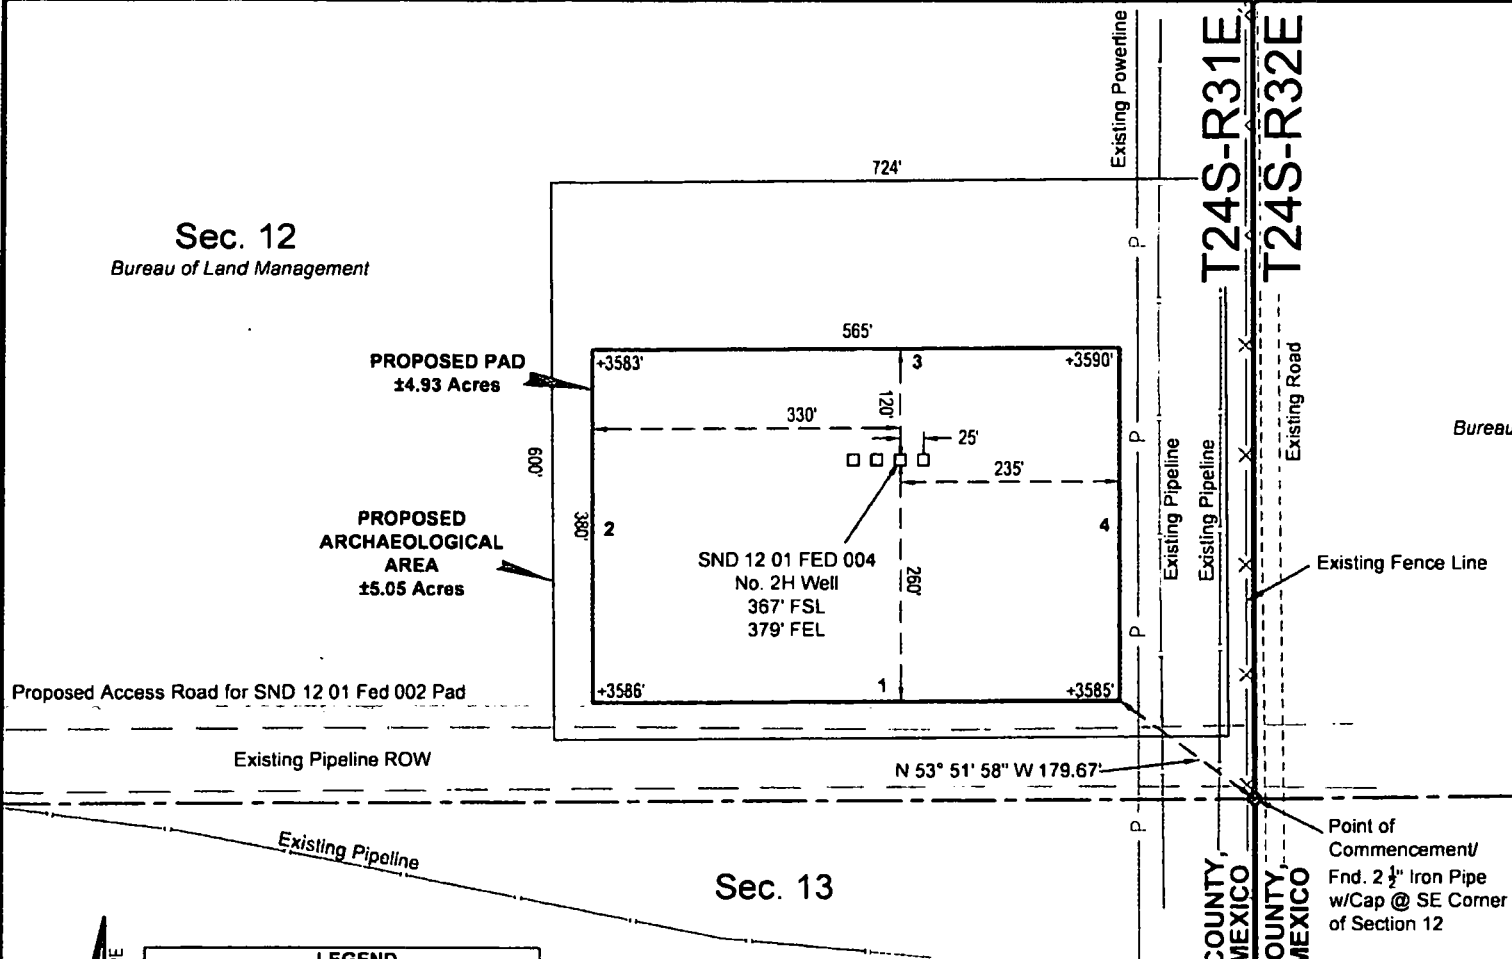 Existing Powerline
T24S-R31E
T24S-R32E
724'
Sec. 12
Bureau of Land Management
565'
PROPOSED PAD
±4.93 Acres
+3583'
3
+3590'
120'
330'
25'
235'
600'
380'
2
4
PROPOSED
ARCHAEOLOGICAL
AREA
±5.05 Acres
SND 12 01 FED 004
No. 2H Well
367' FSL
379' FEL
260'
P
P
P
P
Existing Pipeline
Existing Pipeline
Existing Road
Bureau
Existing Fence Line
Proposed Access Road for SND 12 01 Fed 002 Pad
+3586'
1
+3585'
Existing Pipeline ROW
N 53° 51' 58" W 179.67'
Existing Pipeline
Sec. 13
Point of
Commencement/
Fnd. 2 ½" Iron Pipe
w/Cap @ SE Corner
of Section 12
COUNTY,
MEXICO
OUNTY,
MEXICO
LEGEND